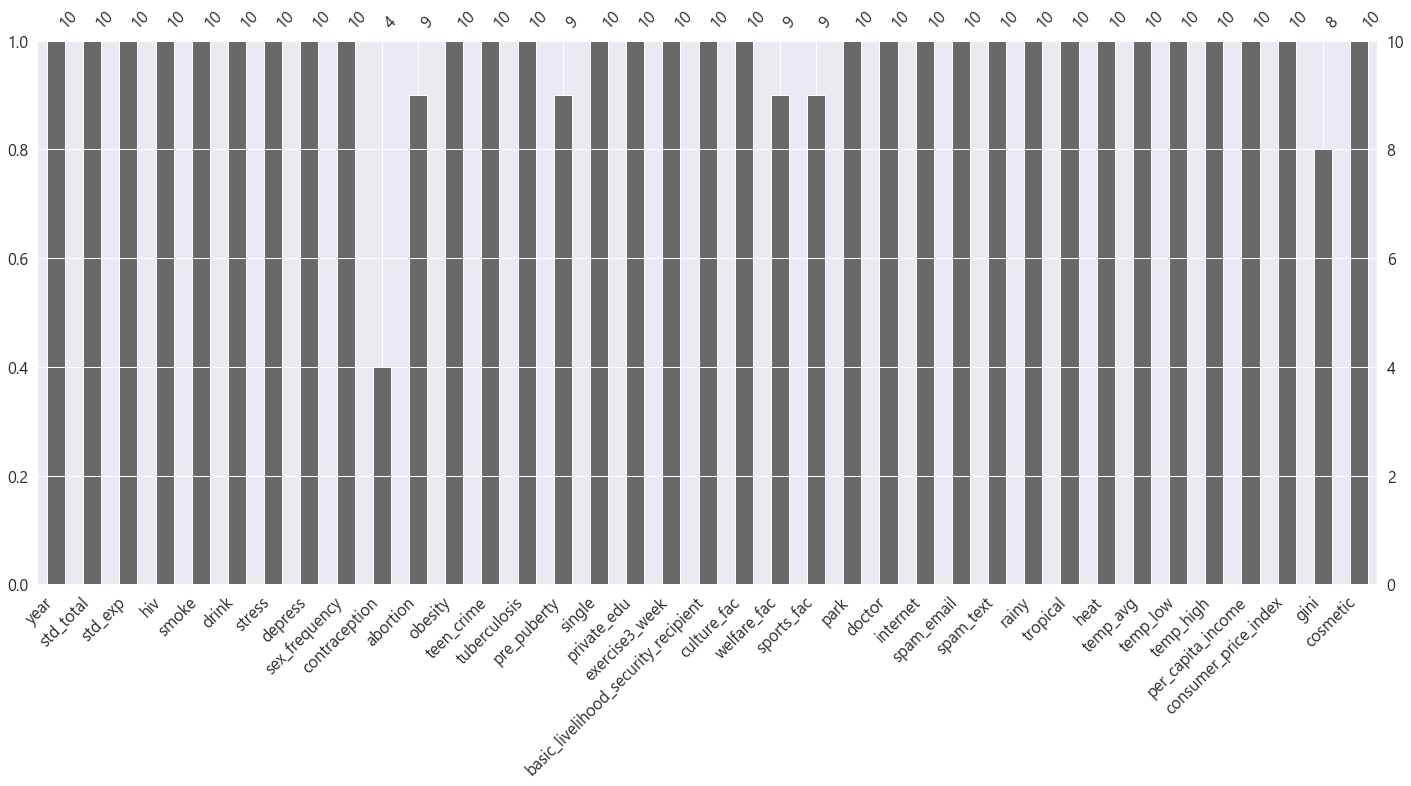 10 10 10 10 10 10 10 10 10 4 9 10 10 10 9 10 10 10 10 10 9 9 10 10 10 10 10 10 10 10 10 10 10 10 10 8 10
1.0 10
0.8 8
0.6 6
0.4 4
0.2 2
0.0 0
year
std_total
std_exp
hiv
smoke
drink
stress
depress
sex_frequency
contraception
abortion
obesity
teen_crime
tuberculosis
pre_puberty
single
private_edu
exercise3_week
basic_livelihood_security_recipient
culture_fac
welfare_fac
sports_fac
park
doctor
internet
spam_email
spam_text
rainy
tropical
heat
temp_avg
temp_low
temp_high
per_capita_income
consumer_price_index
gini
cosmetic